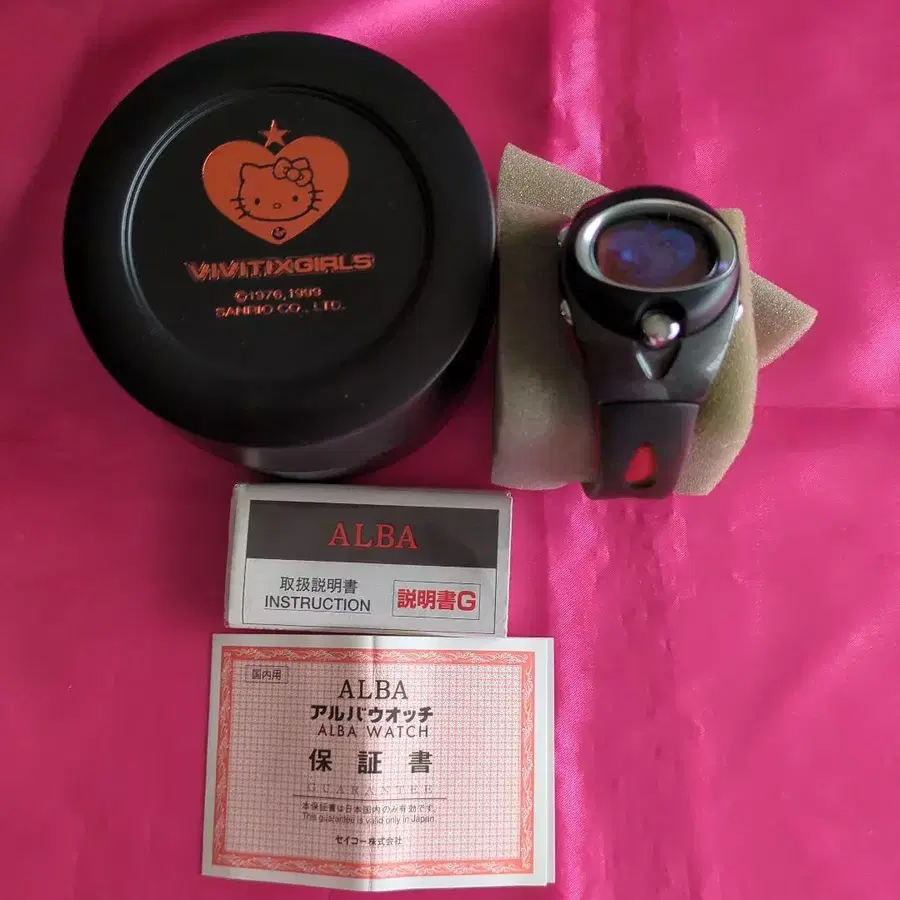 VIVITIXGIRLS
©1976,1999
SANRIO CO., LTD.
ALBA
取扱説明書
INSTRUCTION
説明書G
国内用
ALBA
アルバウオッチ
ALBA WATCH
保証書
GUARANTEE
本保証書は日本国内のみ有効です。
This guarantee is valid only in Japan.
セイコー株式会社